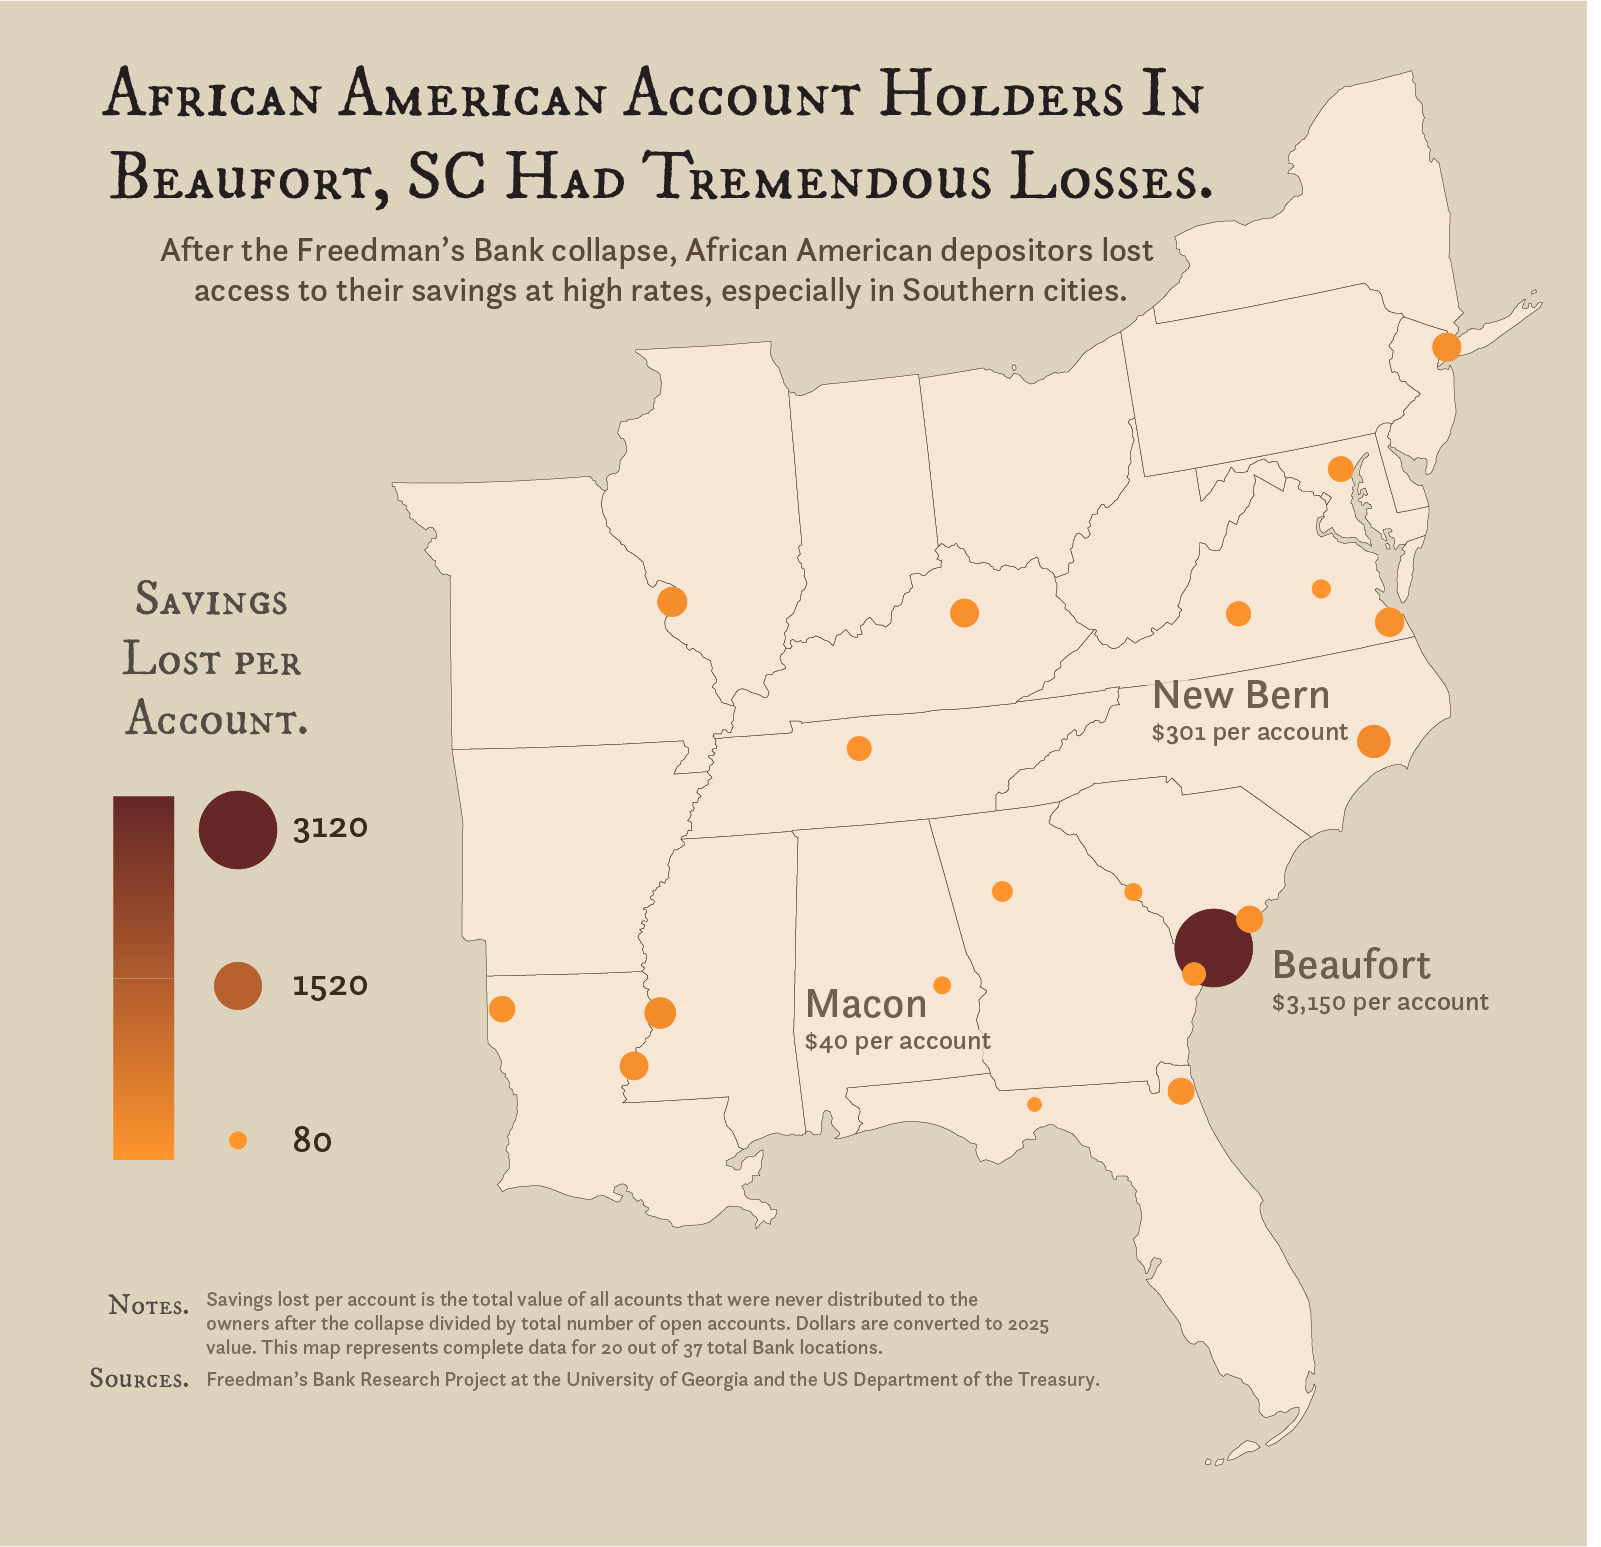 African American Account Holders In
Beaufort, SC Had Tremendous Losses.
After the Freedman’s Bank collapse, African American depositors lost
access to their savings at high rates, especially in Southern cities.
Savings
Lost per
Account.
3120
1520
80
New Bern
$301 per account
Beaufort
$3,150 per account
Macon
$40 per account
Notes.
Savings lost per account is the total value of all acounts that were never distributed to the
owners after the collapse divided by total number of open accounts. Dollars are converted to 2025
value. This map represents complete data for 20 out of 37 total Bank locations.
Sources.
Freedman’s Bank Research Project at the University of Georgia and the US Department of the Treasury.